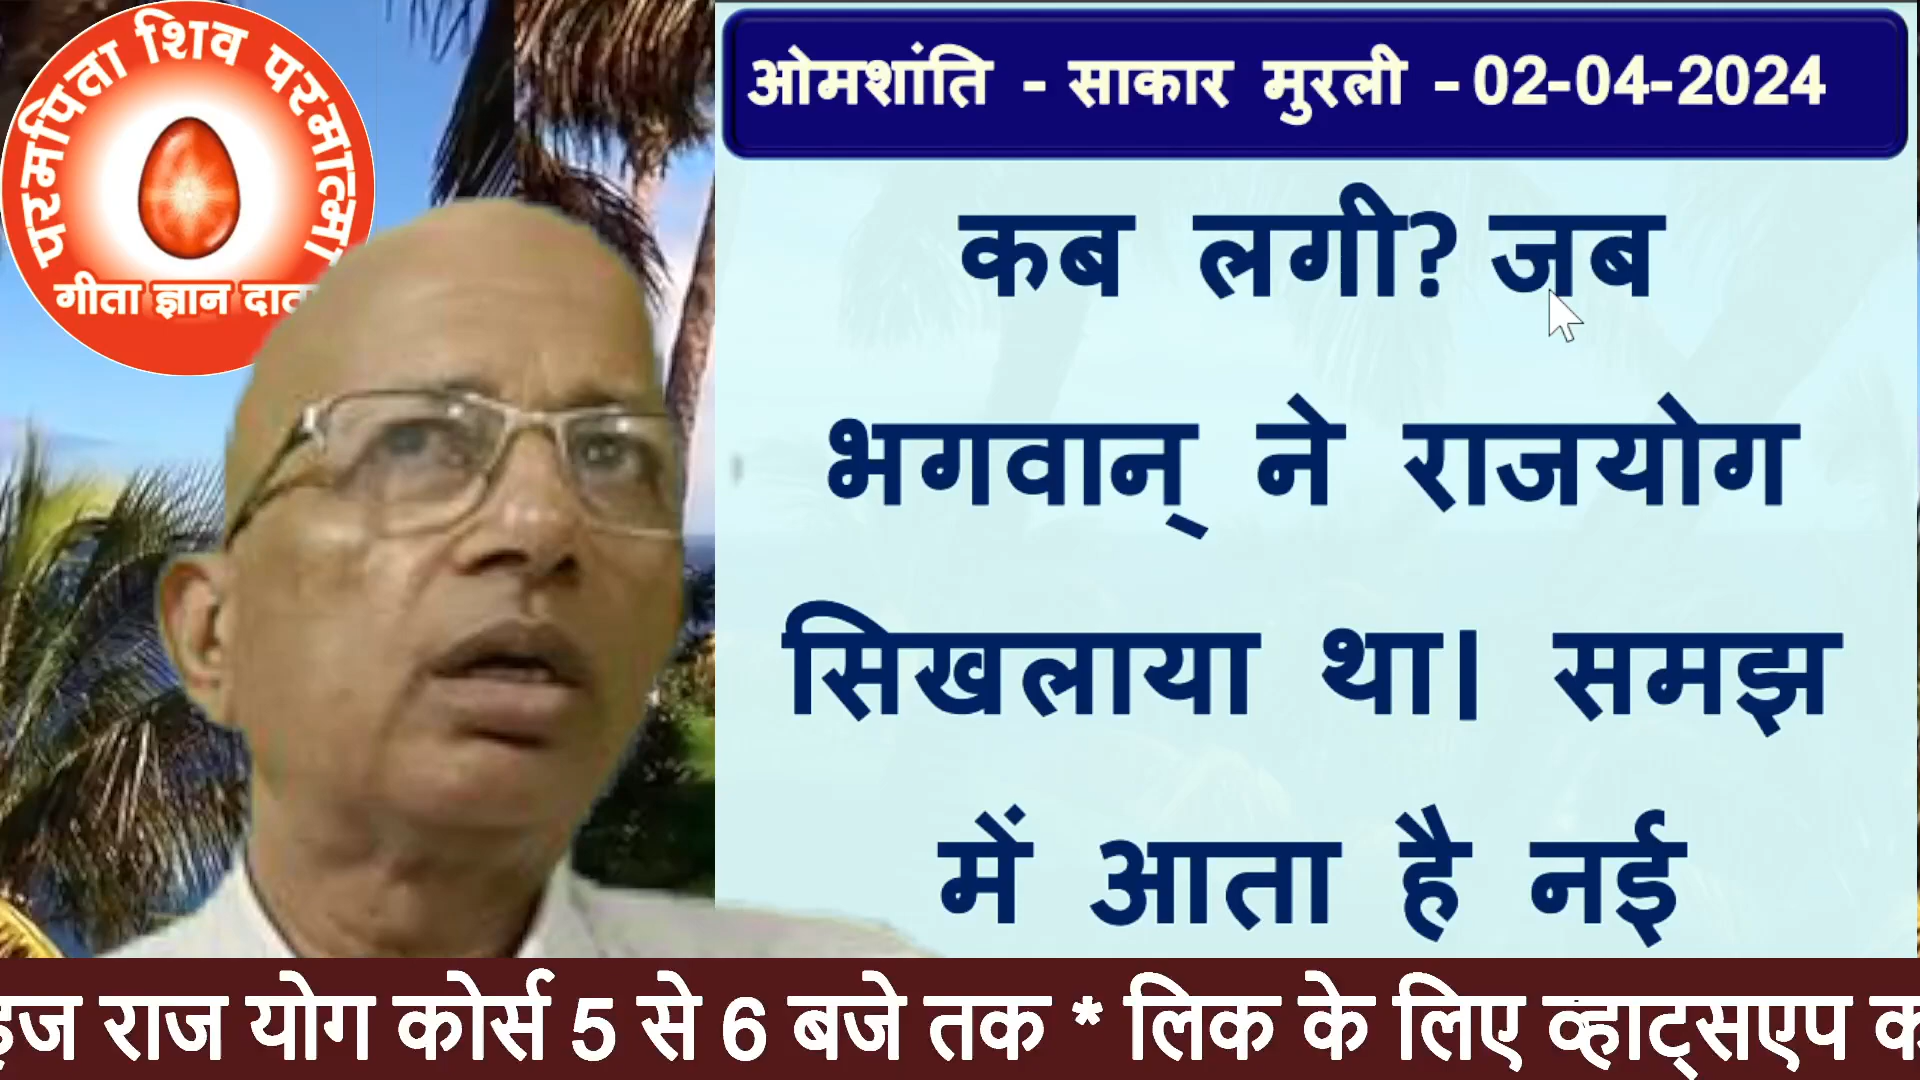 परमपिता शिव परमात्मा
गीता ज्ञान
ओमशांति - साकार मुरली - 02-04-2024
कब लगी? जब
भगवान् ने राजयोग
सिखलाया था। समझ
में आता है नई
राज योग कोर्स 5 से 6 बजे तक * लिक के लिए व्हाट्सएप